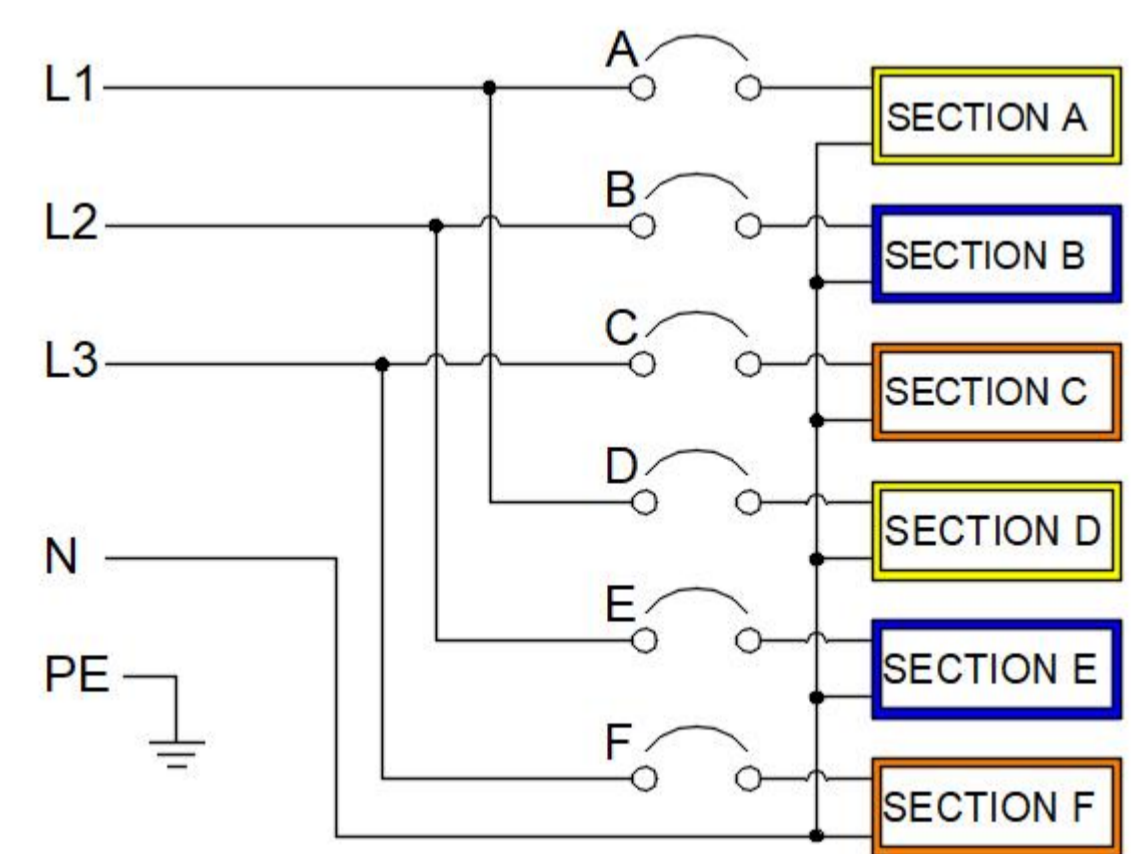 A
L1
SECTION A
B
L2
SECTION B
C
L3
SECTION C
D
SECTION D
N
E
SECTION E
PE
F
SECTION F